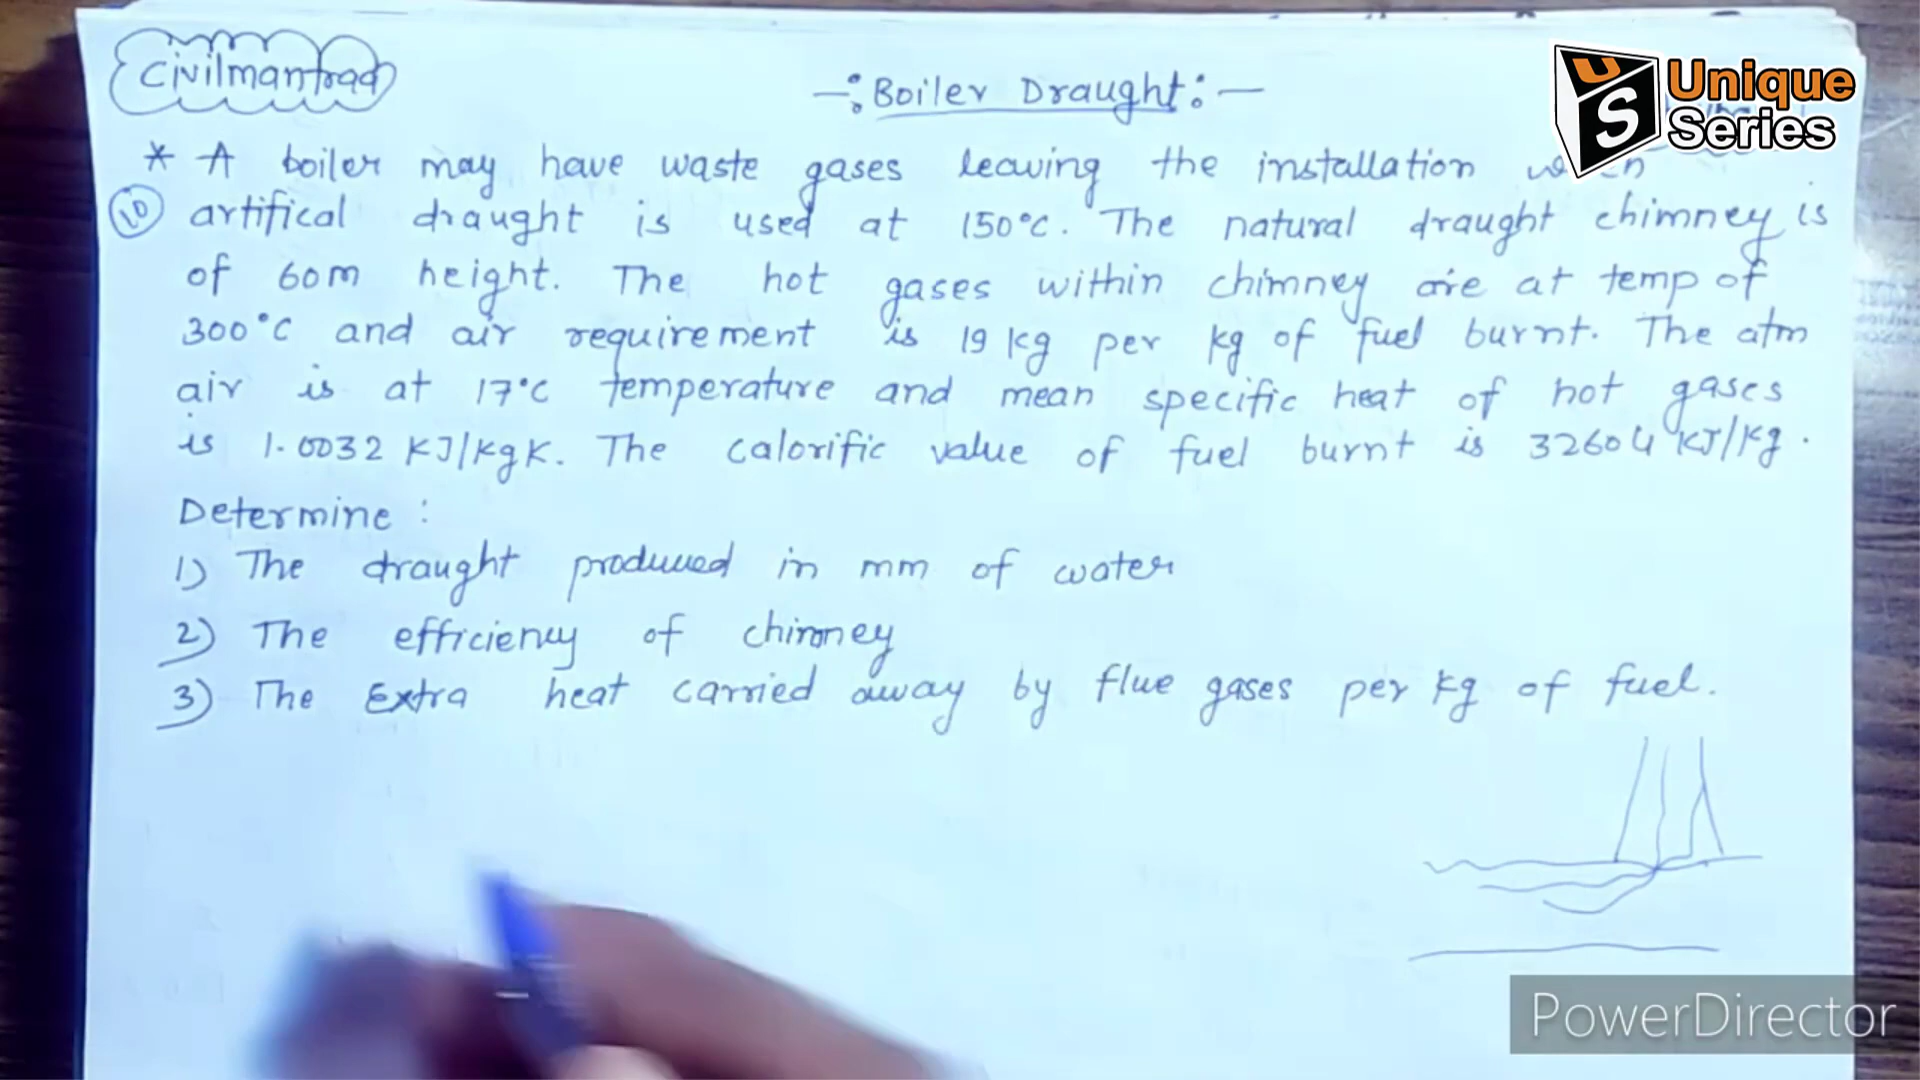 Civilmantraa
-: Boiler Draught :-
US Unique Series
* A boiler may have waste gases leaving the installation
10 artifical draught is used at 150°C. The natural draught chimney is
of 60m height. The hot gases within chimney are at temp of
300°C and air requirement is 19 kg per kg of fuel burnt. The atm
air is at 17°C temperature and mean specific heat of hot gases
is 1.0032 KJ/kgK. The calorific value of fuel burnt is 32604 KJ/kg.
Determine :
1) The draught produced in mm of water
2) The efficiency of chimney
3) The Extra heat carried away by flue gases per kg of fuel.
PowerDirector